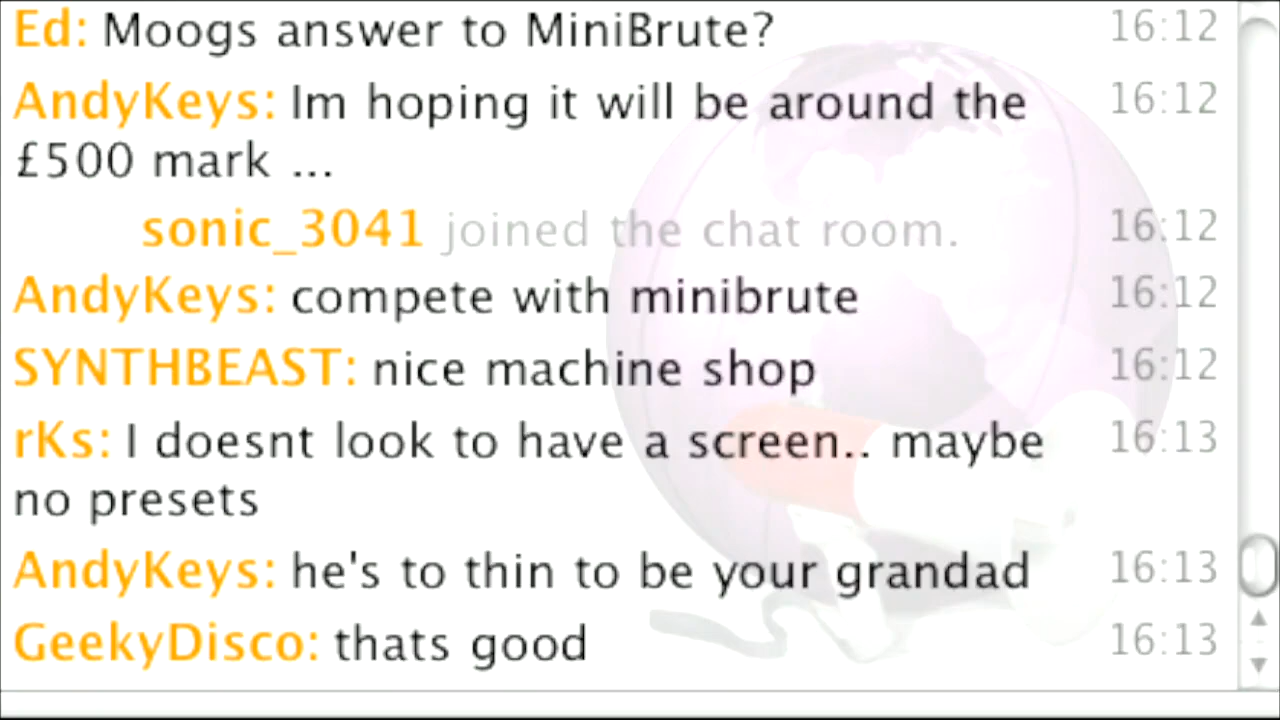 Ed: Moogs answer to MiniBrute? 16:12
AndyKeys: Im hoping it will be around the 16:12
£500 mark ...
sonic_3041 joined the chat room. 16:12
AndyKeys: compete with minibrute 16:12
SYNTHBEAST: nice machine shop 16:12
rKs: I doesnt look to have a screen.. maybe 16:13
no presets
AndyKeys: he's to thin to be your grandad 16:13
GeekyDisco: thats good 16:13